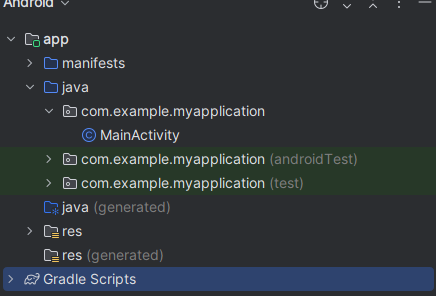 Android
app
manifests
java
com.example.myapplication
MainActivity
com.example.myapplication (androidTest)
com.example.myapplication (test)
java (generated)
res
res (generated)
Gradle Scripts